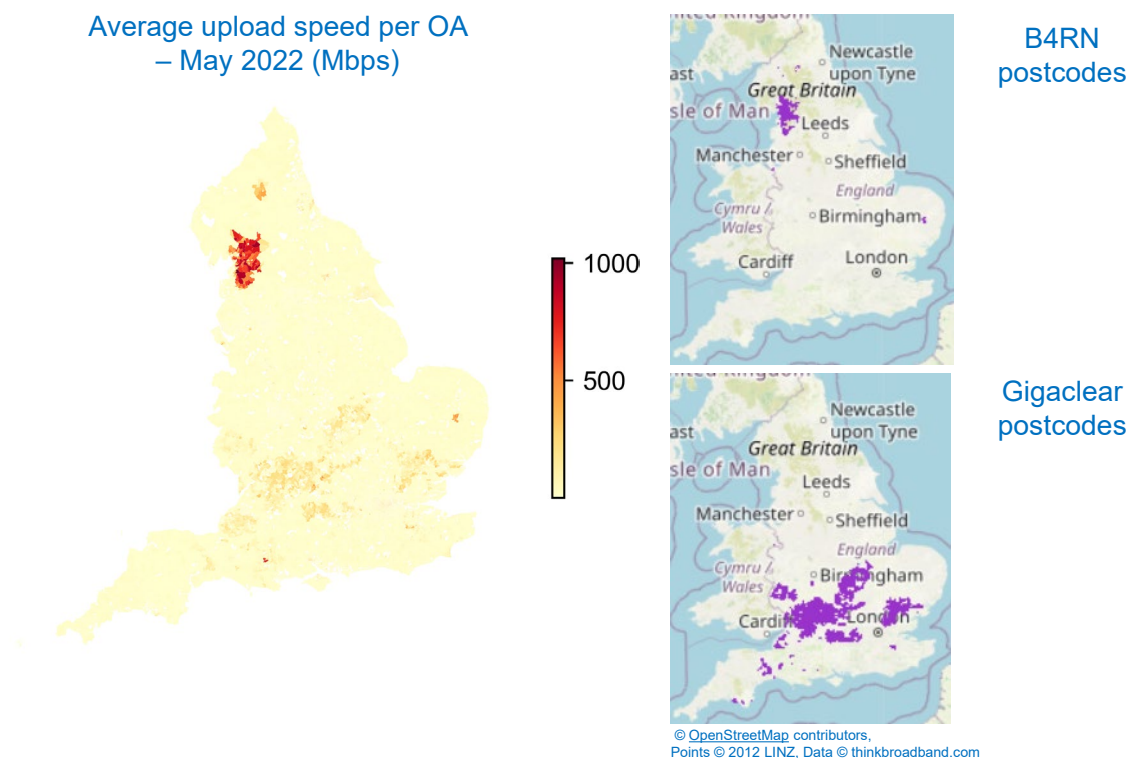 Average upload speed per OA
– May 2022 (Mbps)
1000
500
B4RN
postcodes
Newcastle
upon Tyne
Great Britain
Leeds
Manchester
Sheffield
England
Cymru /
Wales
Birmingham
Cardiff
London
Gigaclear
postcodes
Newcastle
upon Tyne
Great Britain
Leeds
Manchester
Sheffield
England
Cymru /
Wales
Cardiff
London
© OpenStreetMap contributors,
Points © 2012 LINZ, Data © thinkbroadband.com